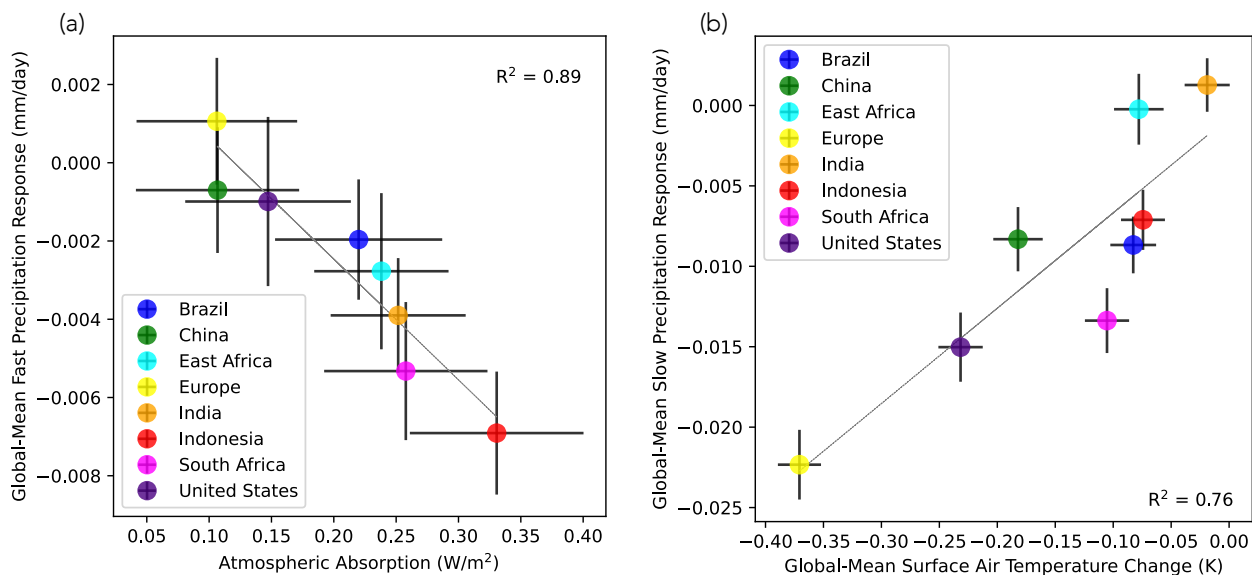 (a)
Global-Mean Fast Precipitation Response (mm/day)
0.002
0.000
−0.002
−0.004
−0.006
−0.008
R² = 0.89
Brazil
China
East Africa
Europe
India
Indonesia
South Africa
United States
0.05 0.10 0.15 0.20 0.25 0.30 0.35 0.40
Atmospheric Absorption (W/m²)
(b)
Global-Mean Slow Precipitation Response (mm/day)
0.000
−0.005
−0.010
−0.015
−0.020
−0.025
Brazil
China
East Africa
Europe
India
Indonesia
South Africa
United States
R² = 0.76
−0.40 −0.35 −0.30 −0.25 −0.20 −0.15 −0.10 −0.05 0.00
Global-Mean Surface Air Temperature Change (K)